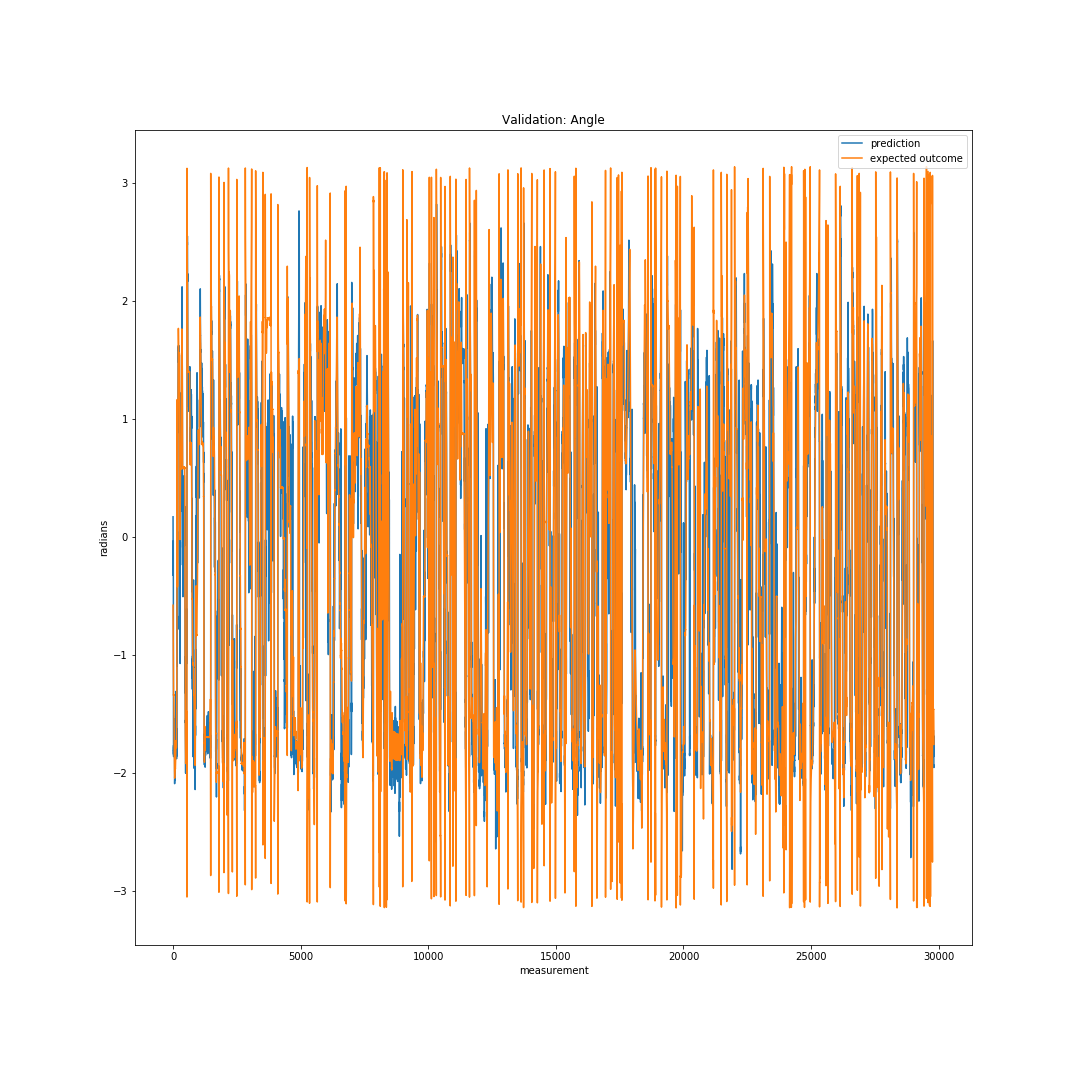 Validation: Angle
prediction
expected outcome
3
2
1
0
−1
−2
−3
radians
0 5000 10000 15000 20000 25000 30000
measurement